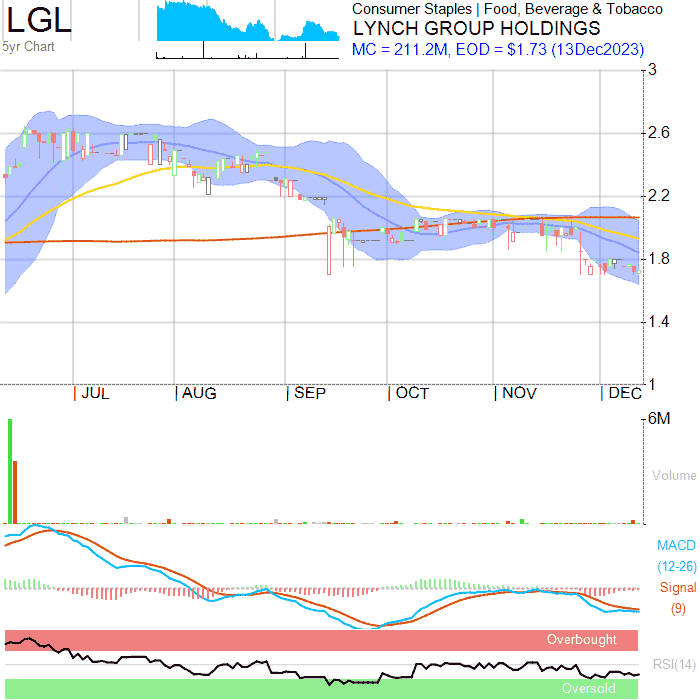 LGL
5yr Chart
Consumer Staples | Food, Beverage & Tobacco
LYNCH GROUP HOLDINGS
MC = 211.2M, EOD = $1.73 (13Dec2023)
3
2.6
2.2
1.8
1.4
1
JUL AUG SEP OCT NOV DEC
6M
Volume
MACD
(12-26)
Signal
(9)
Overbought
RSI(14)
Oversold